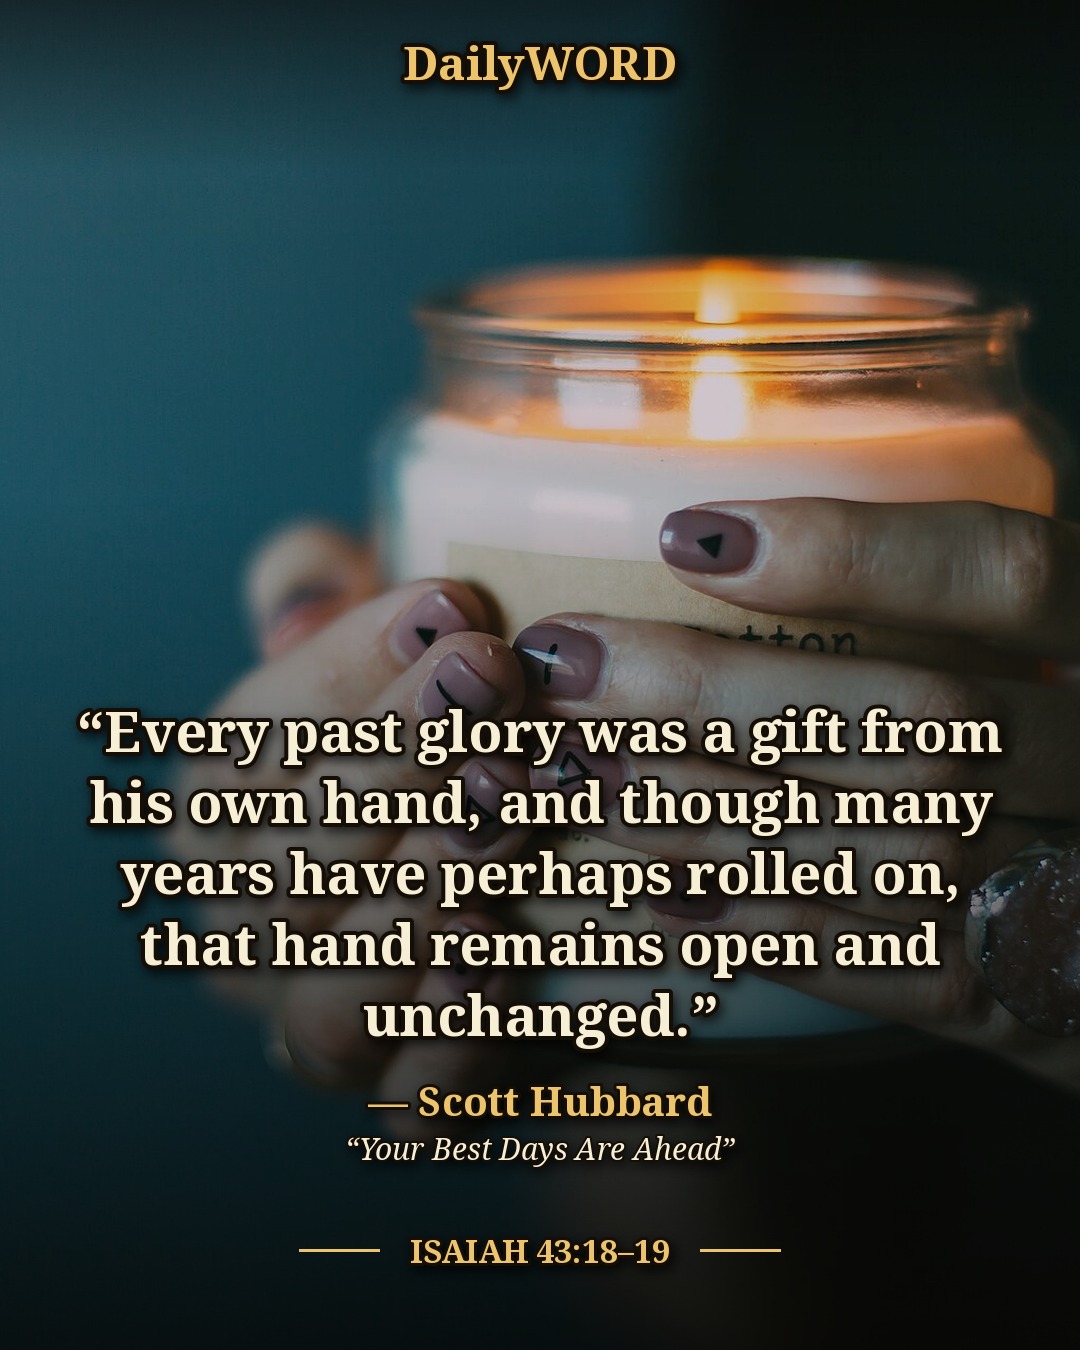 DailyWORD
“Every past glory was a gift from
his own hand, and though many
years have perhaps rolled on,
that hand remains open and
unchanged.”
— Scott Hubbard
“Your Best Days Are Ahead”
ISAIAH 43:18–19